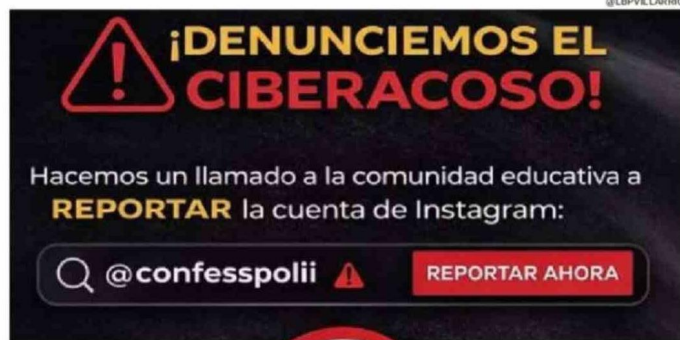 ¡DENUNCIEMOS EL
CIBERACOSO!
Hacemos un llamado a la comunidad educativa a
REPORTAR la cuenta de Instagram:
@confesspolii
REPORTAR AHORA